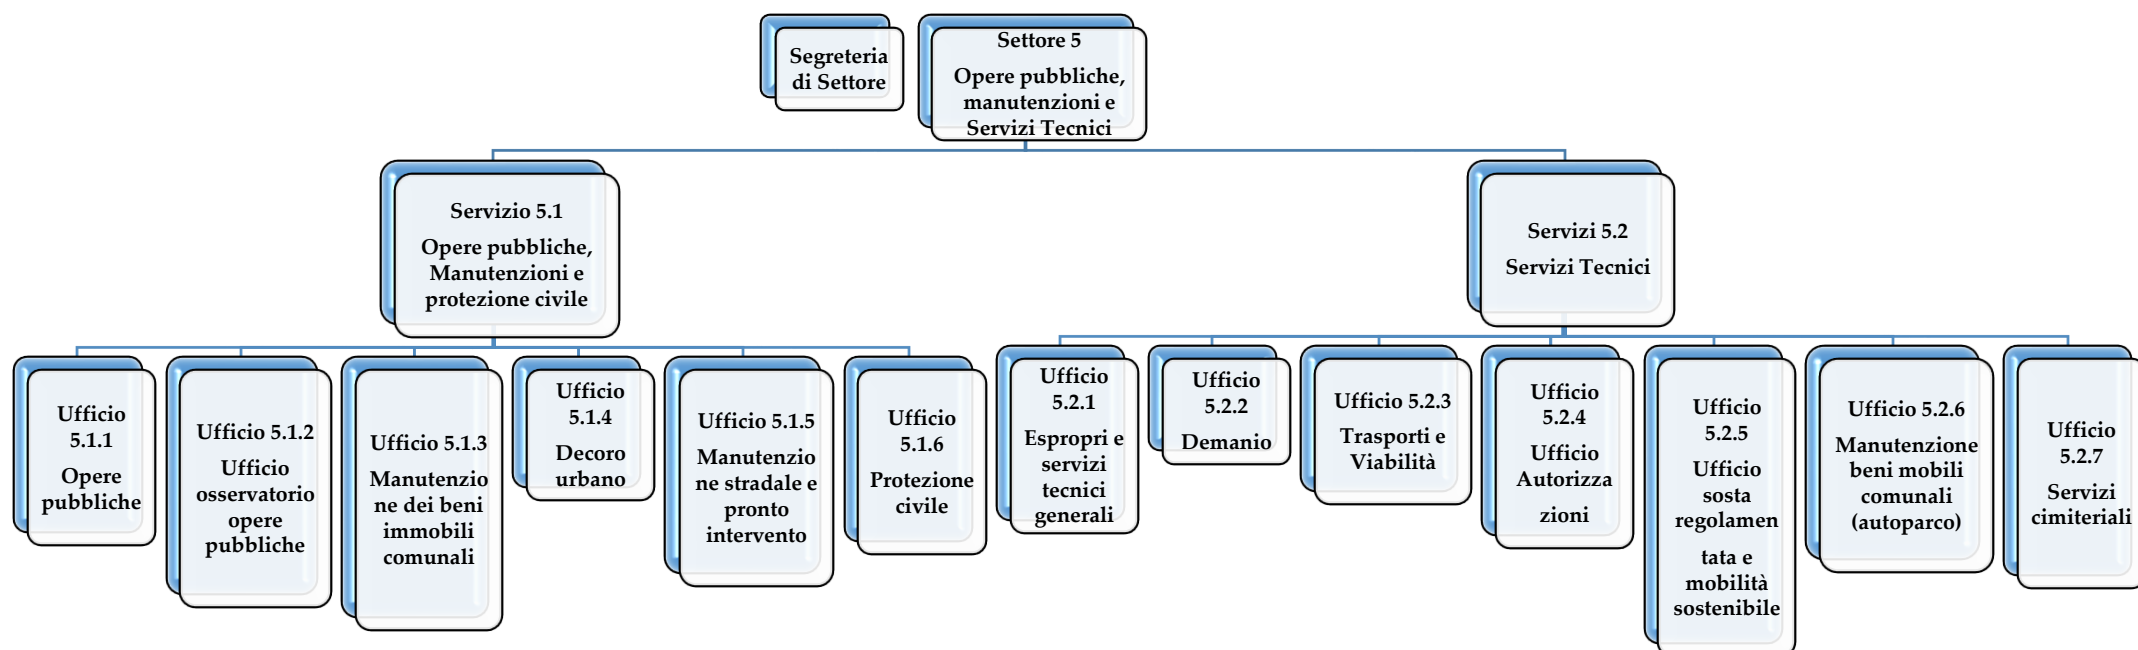 Segreteria
di Settore
Settore 5
Opere pubbliche,
manutenzioni e
Servizi Tecnici
Servizio 5.1
Opere pubbliche,
Manutenzioni e
protezione civile
Servizi 5.2
Servizi Tecnici
Ufficio
5.1.1
Opere
pubbliche
Ufficio 5.1.2
Ufficio
osservatorio
opere
pubbliche
Ufficio 5.1.3
Manutenzio
ne dei beni
immobili
comunali
Ufficio
5.1.4
Decoro
urbano
Ufficio 5.1.5
Manutenzio
ne stradale e
pronto
intervento
Ufficio
5.1.6
Protezione
civile
Ufficio
5.2.1
Espropri e
servizi
tecnici
generali
Ufficio
5.2.2
Demanio
Ufficio 5.2.3
Trasporti e
Viabilità
Ufficio
5.2.4
Ufficio
Autorizza
zioni
Ufficio
5.2.5
Ufficio
sosta
regolamen
tata e
mobilità
sostenibile
Ufficio 5.2.6
Manutenzione
beni mobili
comunali
(autoparco)
Ufficio
5.2.7
Servizi
cimiteriali